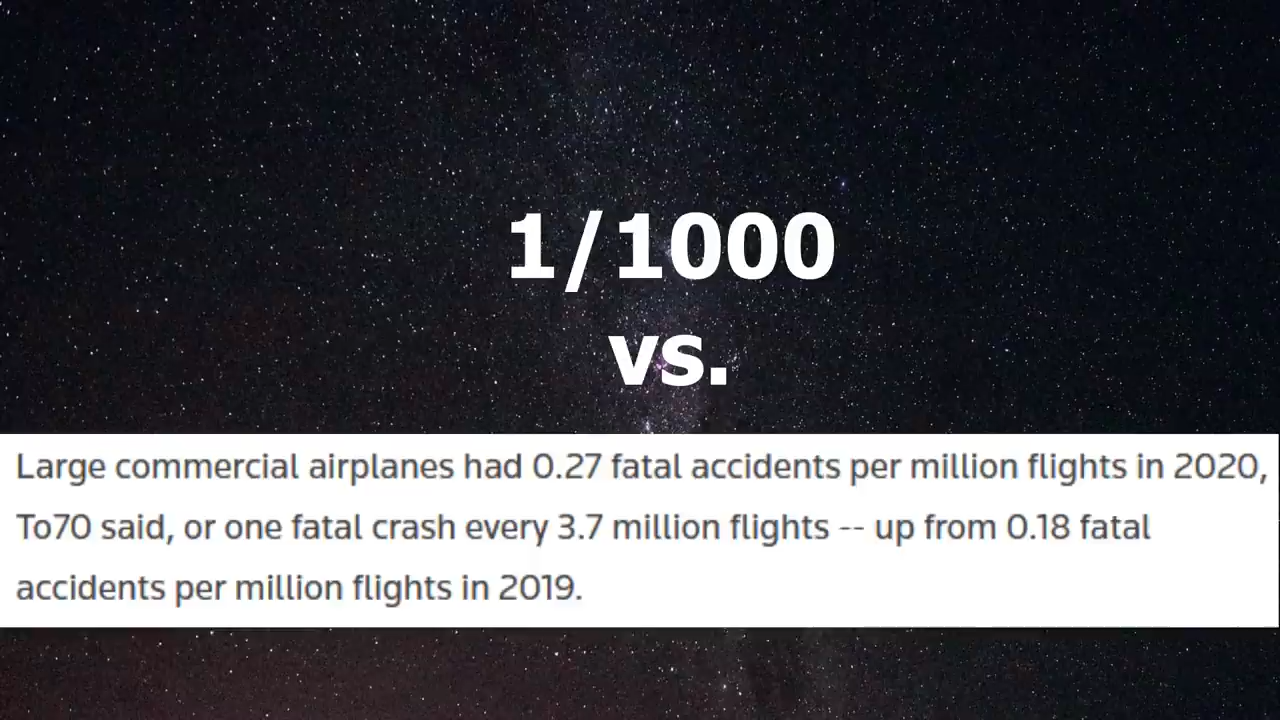 1/1000
vs.
Large commercial airplanes had 0.27 fatal accidents per million flights in 2020,
To70 said, or one fatal crash every 3.7 million flights -- up from 0.18 fatal
accidents per million flights in 2019.